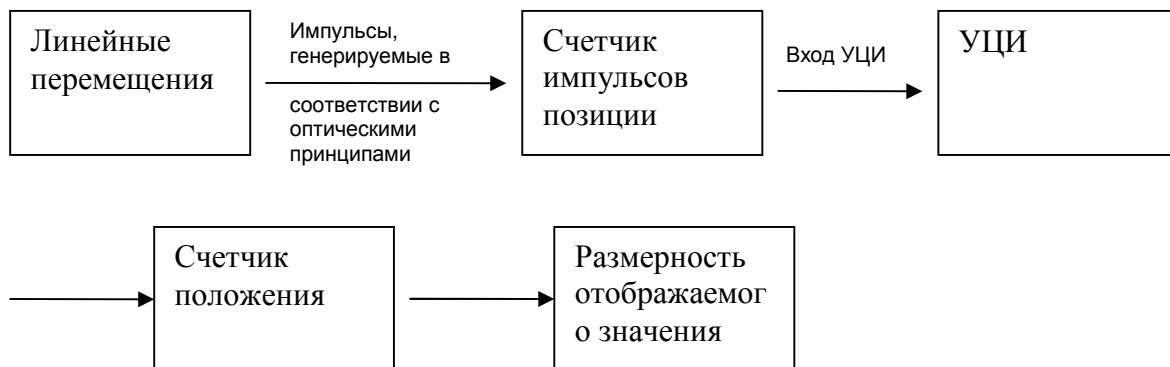 Линейные
перемещения
Импульсы,
генерируемые в
соответствии с
оптическими
принципами
Счетчик
импульсов
позиции
Вход УЦИ
УЦИ
Счетчик
положения
Размерность
отображаемог
о значения